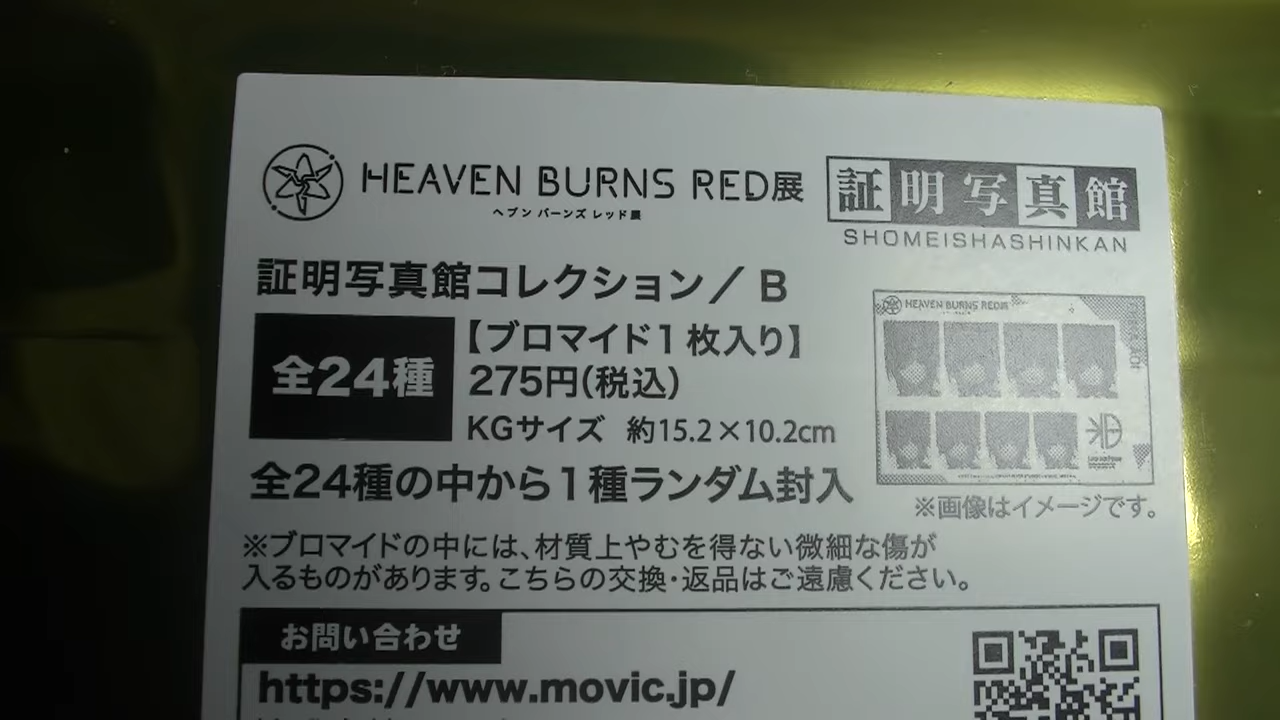 HEAVEN BURNS RED展
ヘブン バーンズ レッド展
証明写真館
SHOMEISHASHINKAN
証明写真館コレクション／B
全24種
【ブロマイド1枚入り】
275円(税込)
KGサイズ 約15.2×10.2cm
全24種の中から1種ランダム封入
HEAVEN BURNS RED展
※画像はイメージです。
※ブロマイドの中には、材質上やむを得ない微細な傷が
入るものがあります。こちらの交換・返品はご遠慮ください。
お問い合わせ
https://www.movic.jp/